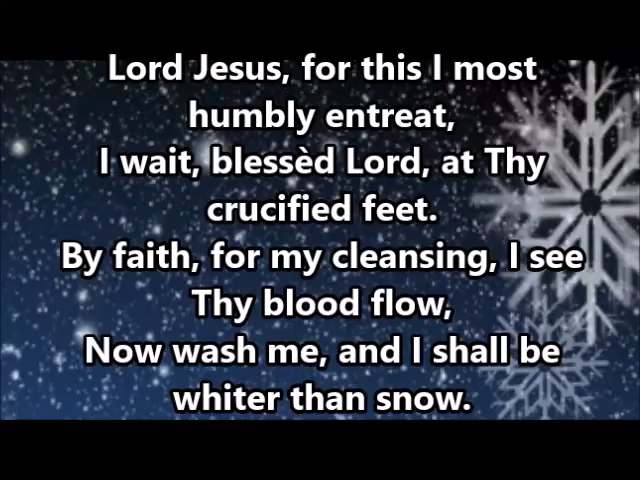 Lord Jesus, for this I most
humbly entreat,
I wait, blessèd Lord, at Thy
crucified feet.
By faith, for my cleansing, I see
Thy blood flow,
Now wash me, and I shall be
whiter than snow.